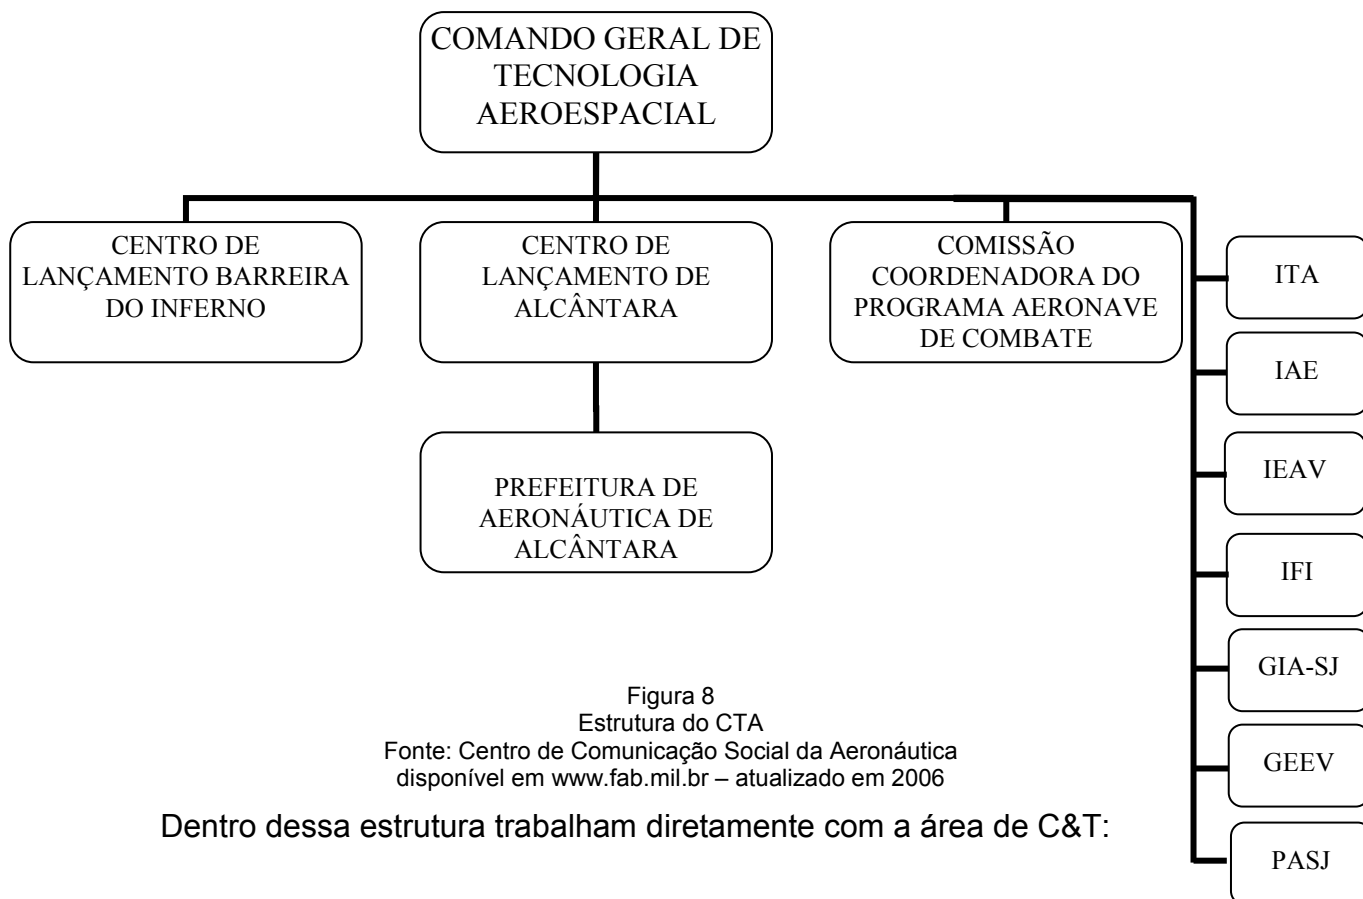 COMANDO GERAL DE
TECNOLOGIA
AEROESPACIAL
CENTRO DE
LANÇAMENTO BARREIRA
DO INFERNO
CENTRO DE
LANÇAMENTO DE
ALCÂNTARA
COMISSÃO
COORDENADORA DO
PROGRAMA AERONAVE
DE COMBATE
PREFEITURA DE
AERONÁUTICA DE
ALCÂNTARA
ITA
IAE
IEAV
IFI
GIA-SJ
GEEV
PASJ
Figura 8
Estrutura do CTA
Fonte: Centro de Comunicação Social da Aeronáutica
disponível em www.fab.mil.br – atualizado em 2006
Dentro dessa estrutura trabalham diretamente com a área de C&T: